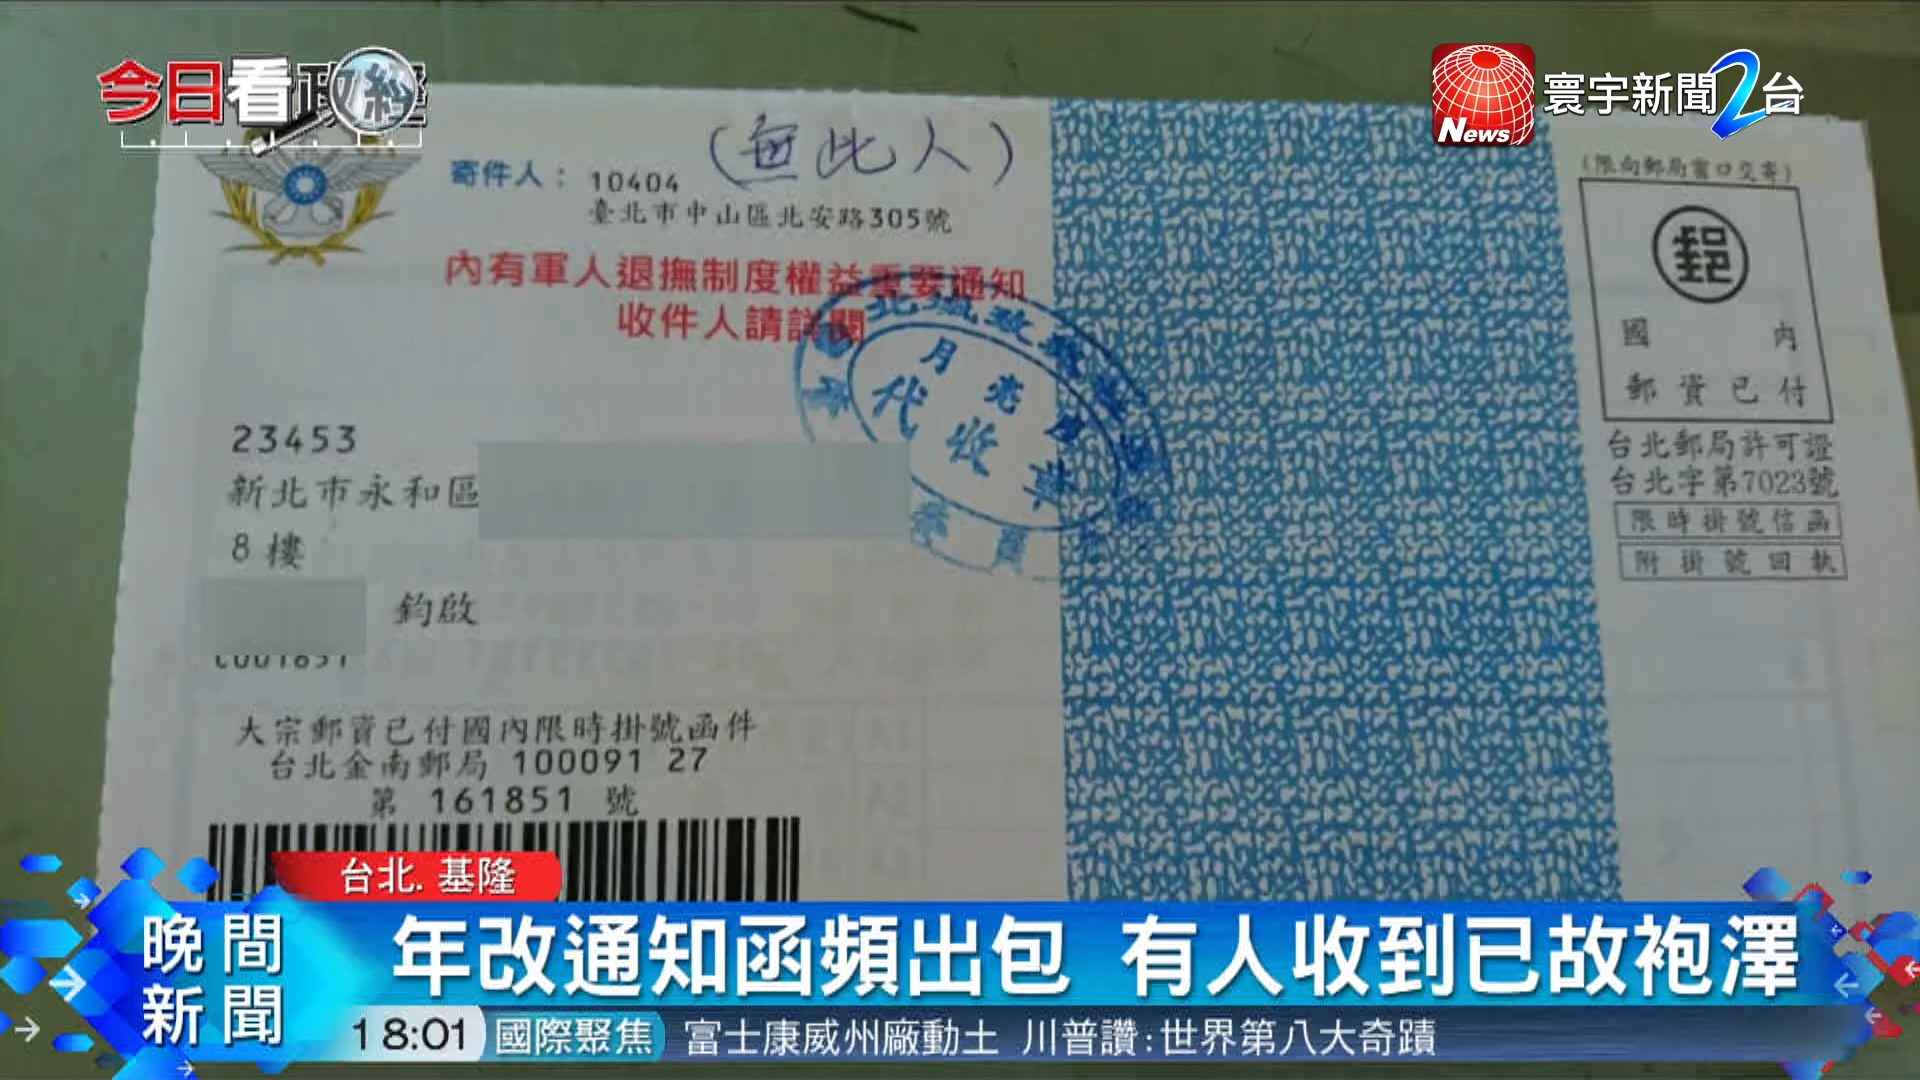 今日看政經
News 寰宇新聞2台
(無此人)
寄件人：10404
臺北市中山區北安路305號
內有軍人退撫制度權益重要通知
收件人請詳閱
(限向郵局窗口交寄)
郵
國內
郵資已付
台北郵局許可證
台北字第7023號
限時掛號信函
附掛號回執
月亮
代收
23453
新北市永和區
8樓
鈞啟
大宗郵資已付國內限時掛號函件
台北金南郵局 100091 27
第 161851 號
台北. 基隆
晚間新聞
年改通知函頻出包 有人收到已故袍澤
18:01 國際聚焦 富士康威州廠動土 川普讚:世界第八大奇蹟